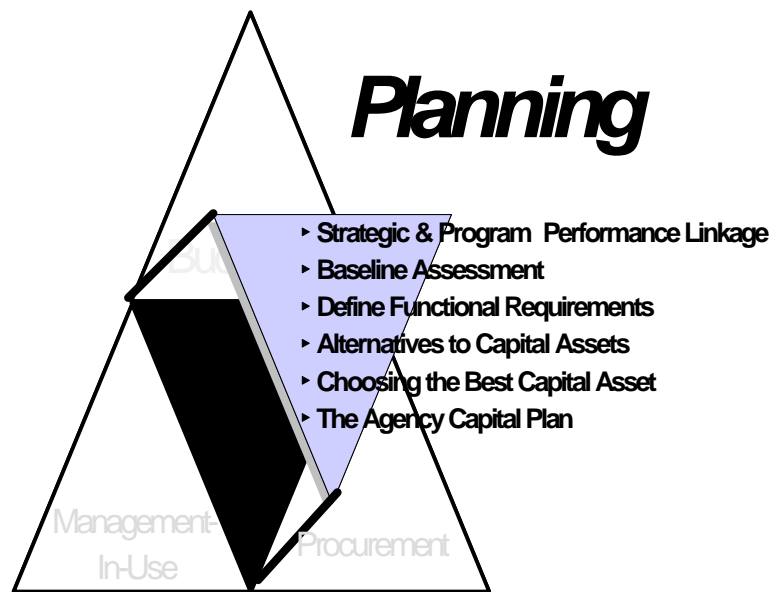 Planning
‣ Strategic & Program Performance Linkage
‣ Baseline Assessment
‣ Define Functional Requirements
‣ Alternatives to Capital Assets
‣ Choosing the Best Capital Asset
‣ The Agency Capital Plan
Management-
In-Use
Procurement